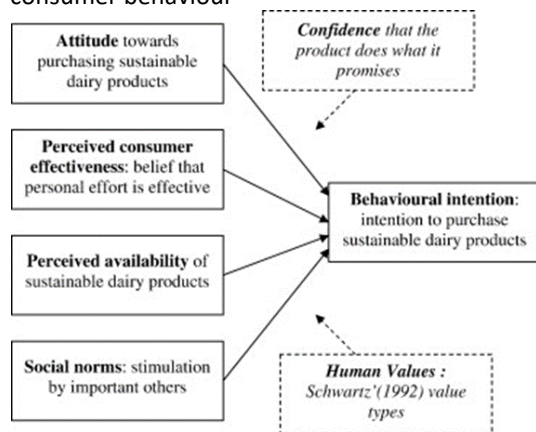 consumer behaviour
Attitude towards
purchasing sustainable
dairy products
Confidence that the
product does what it
promises
Perceived consumer
effectiveness: belief that
personal effort is effective
Behavioural intention:
intention to purchase
sustainable dairy products
Perceived availability of
sustainable dairy products
Social norms: stimulation
by important others
Human Values :
Schwartz'(1992) value
types